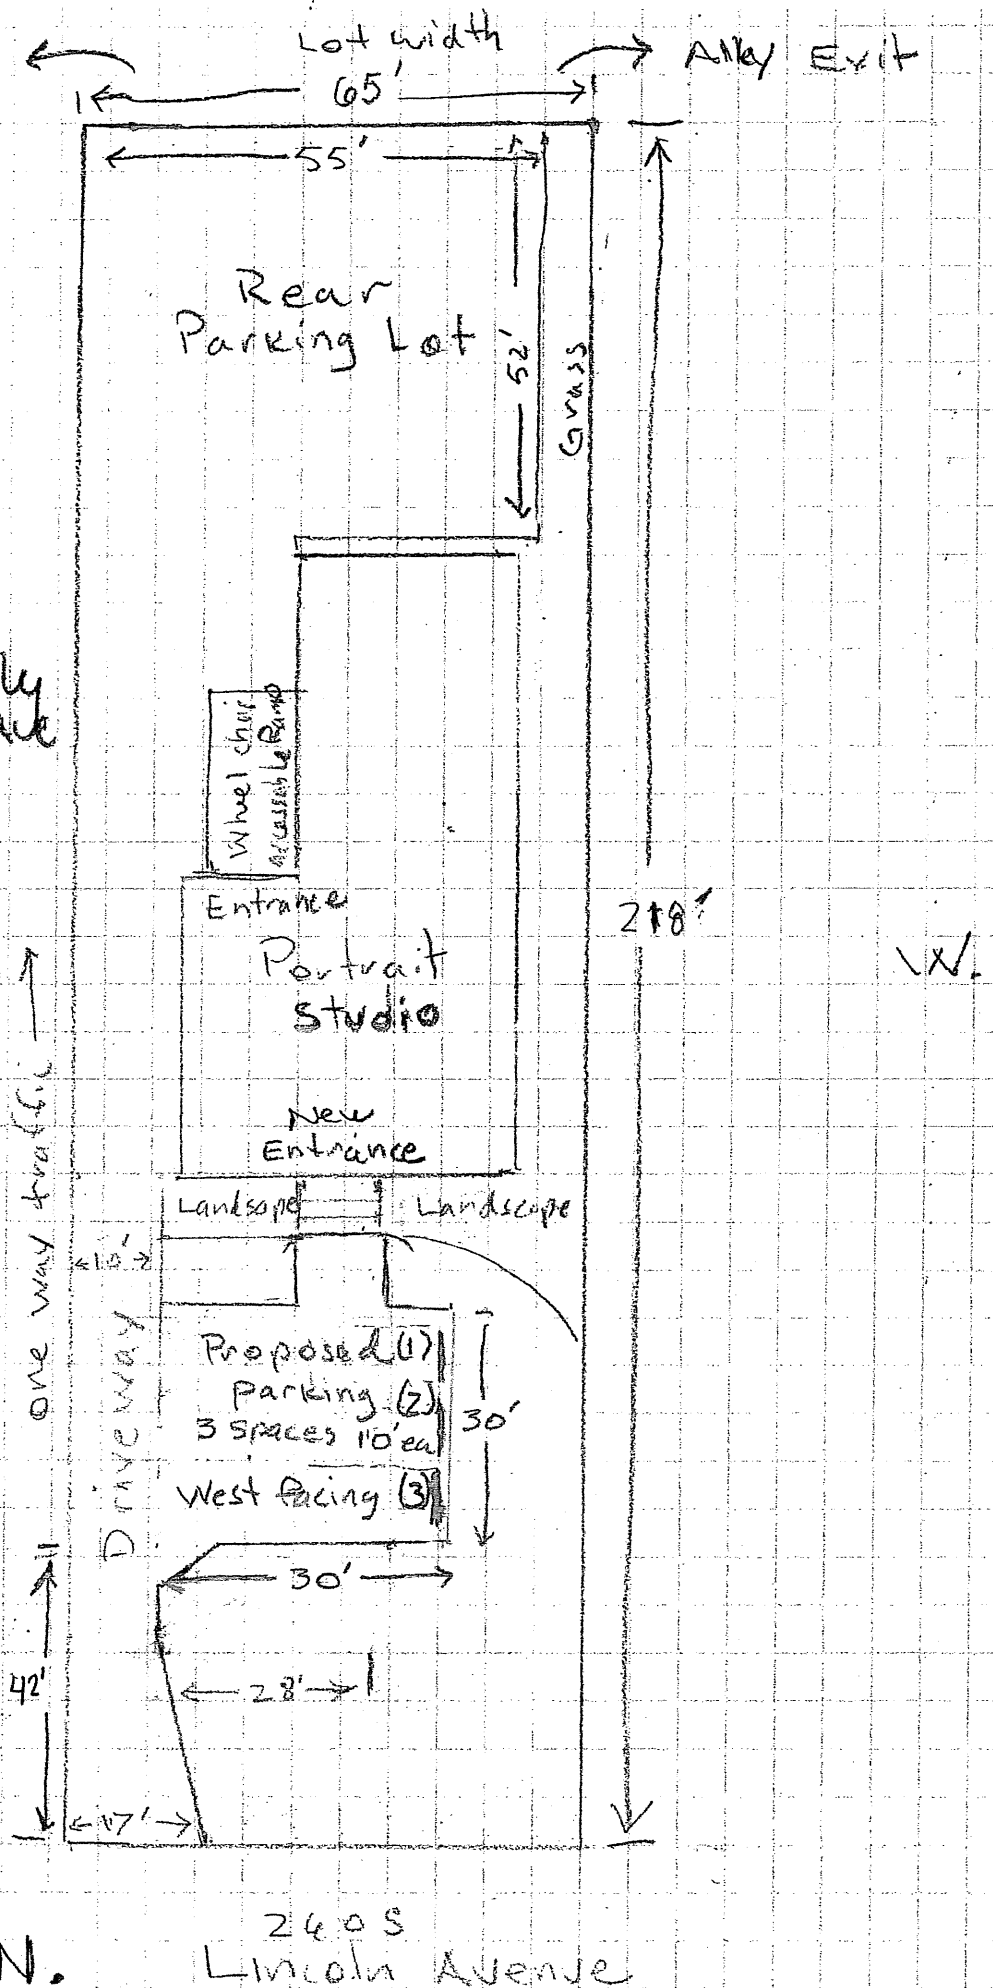 Lot width
65'
Alley Exit
55'
Rear
Parking Lot
52'
Grass
Wheel chair
accessable Ramp
Entrance
Portrait
Studio
218'
W.
New
Entrance
Landsape
Landscope
10'
one way traffic
Driveway
Proposed (1)
parking (2)
3 spaces 10'ea
West facing (3)
30'
30'
42'
28'
17'
240 S
N.
Lincoln Avenue